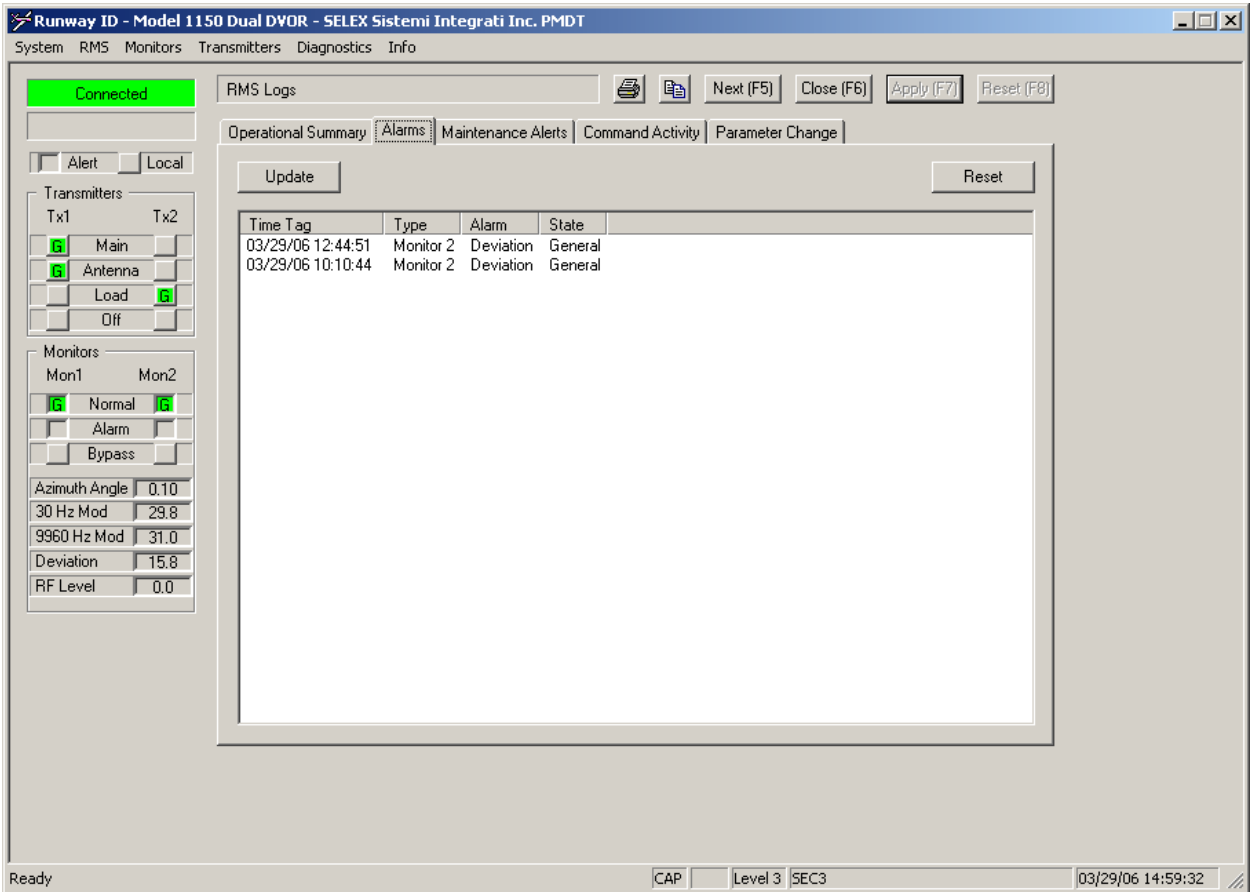 Runway ID - Model 1150 Dual DVOR - SELEX Sistemi Integrati Inc. PMDT
System RMS Monitors Transmitters Diagnostics Info
Connected
RMS Logs
Next (F5)
Close (F6)
Apply (F7)
Reset (F8)
Alert
Local
Operational Summary
Alarms
Maintenance Alerts
Command Activity
Parameter Change
Update
Reset
Transmitters
Tx1 Tx2
G Main
G Antenna
Load G
Off
Monitors
Mon1 Mon2
G Normal G
Alarm
Bypass
Azimuth Angle 0.10
30 Hz Mod 29.8
9960 Hz Mod 31.0
Deviation 15.8
RF Level 0.0
Time Tag Type Alarm State
03/29/06 12:44:51 Monitor 2 Deviation General
03/29/06 10:10:44 Monitor 2 Deviation General
Ready
CAP
Level 3
SEC3
03/29/06 14:59:32